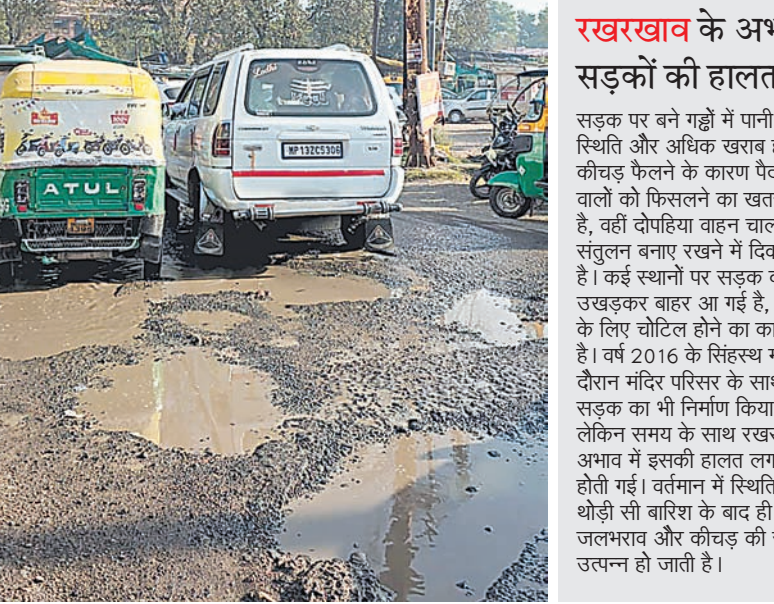 Lodhi
MP13ZC5306
ATUL
रखरखाव के अभ
सड़कों की हालत
सड़क पर बने गड्ढों में पानी
स्थिति और अधिक खराब ह
कीचड़ फैलने के कारण पैद
वालों को फिसलने का खत
है, वहीं दोपहिया वाहन चाल
संतुलन बनाए रखने में दिक
है। कई स्थानों पर सड़क क
उखड़कर बाहर आ गई है,
के लिए चोटिल होने का का
है। वर्ष 2016 के सिंहस्थ म
दौरान मंदिर परिसर के साथ
सड़क का भी निर्माण किया
लेकिन समय के साथ रखर
अभाव में इसकी हालत लग
होती गई। वर्तमान में स्थिति
थोड़ी सी बारिश के बाद ही
जलभराव और कीचड़ की
उत्पन्न हो जाती है।